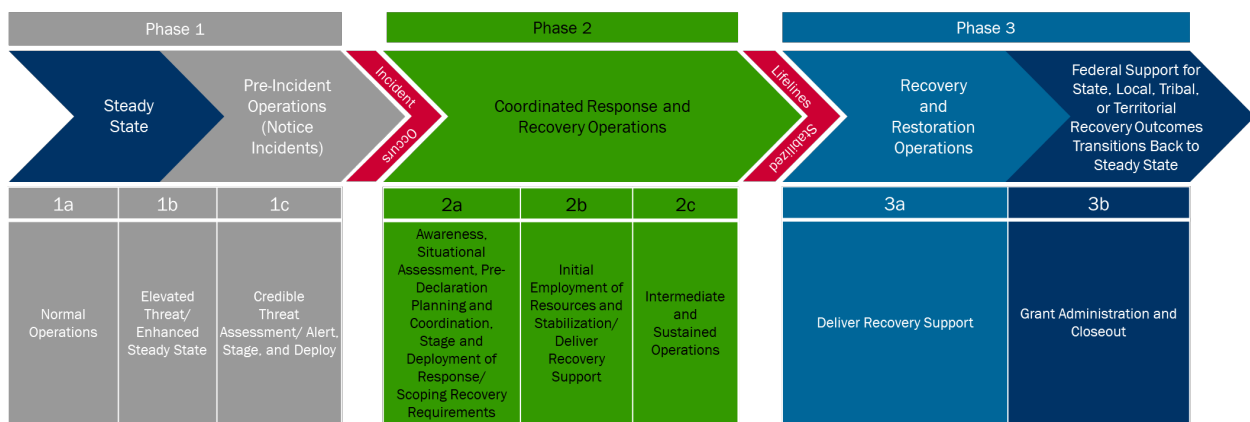 Phase 1
Phase 2
Phase 3
Steady
State
Pre-Incident
Operations
(Notice
Incidents)
Incident
Occurs
Coordinated Response and
Recovery Operations
Lifelines
Stabilized
Recovery
and
Restoration
Operations
Federal Support for
State, Local, Tribal,
or Territorial
Recovery Outcomes
Transitions Back to
Steady State
1a
1b
1c
2a
2b
2c
3a
3b
Normal
Operations
Elevated
Threat/
Enhanced
Steady State
Credible
Threat
Assessment/ Alert,
Stage, and Deploy
Awareness,
Situational
Assessment, Pre-
Declaration
Planning and
Coordination,
Stage and
Deployment of
Response/
Scoping Recovery
Requirements
Initial
Employment of
Resources and
Stabilization/
Deliver
Recovery
Support
Intermediate
and
Sustained
Operations
Deliver Recovery Support
Grant Administration and
Closeout